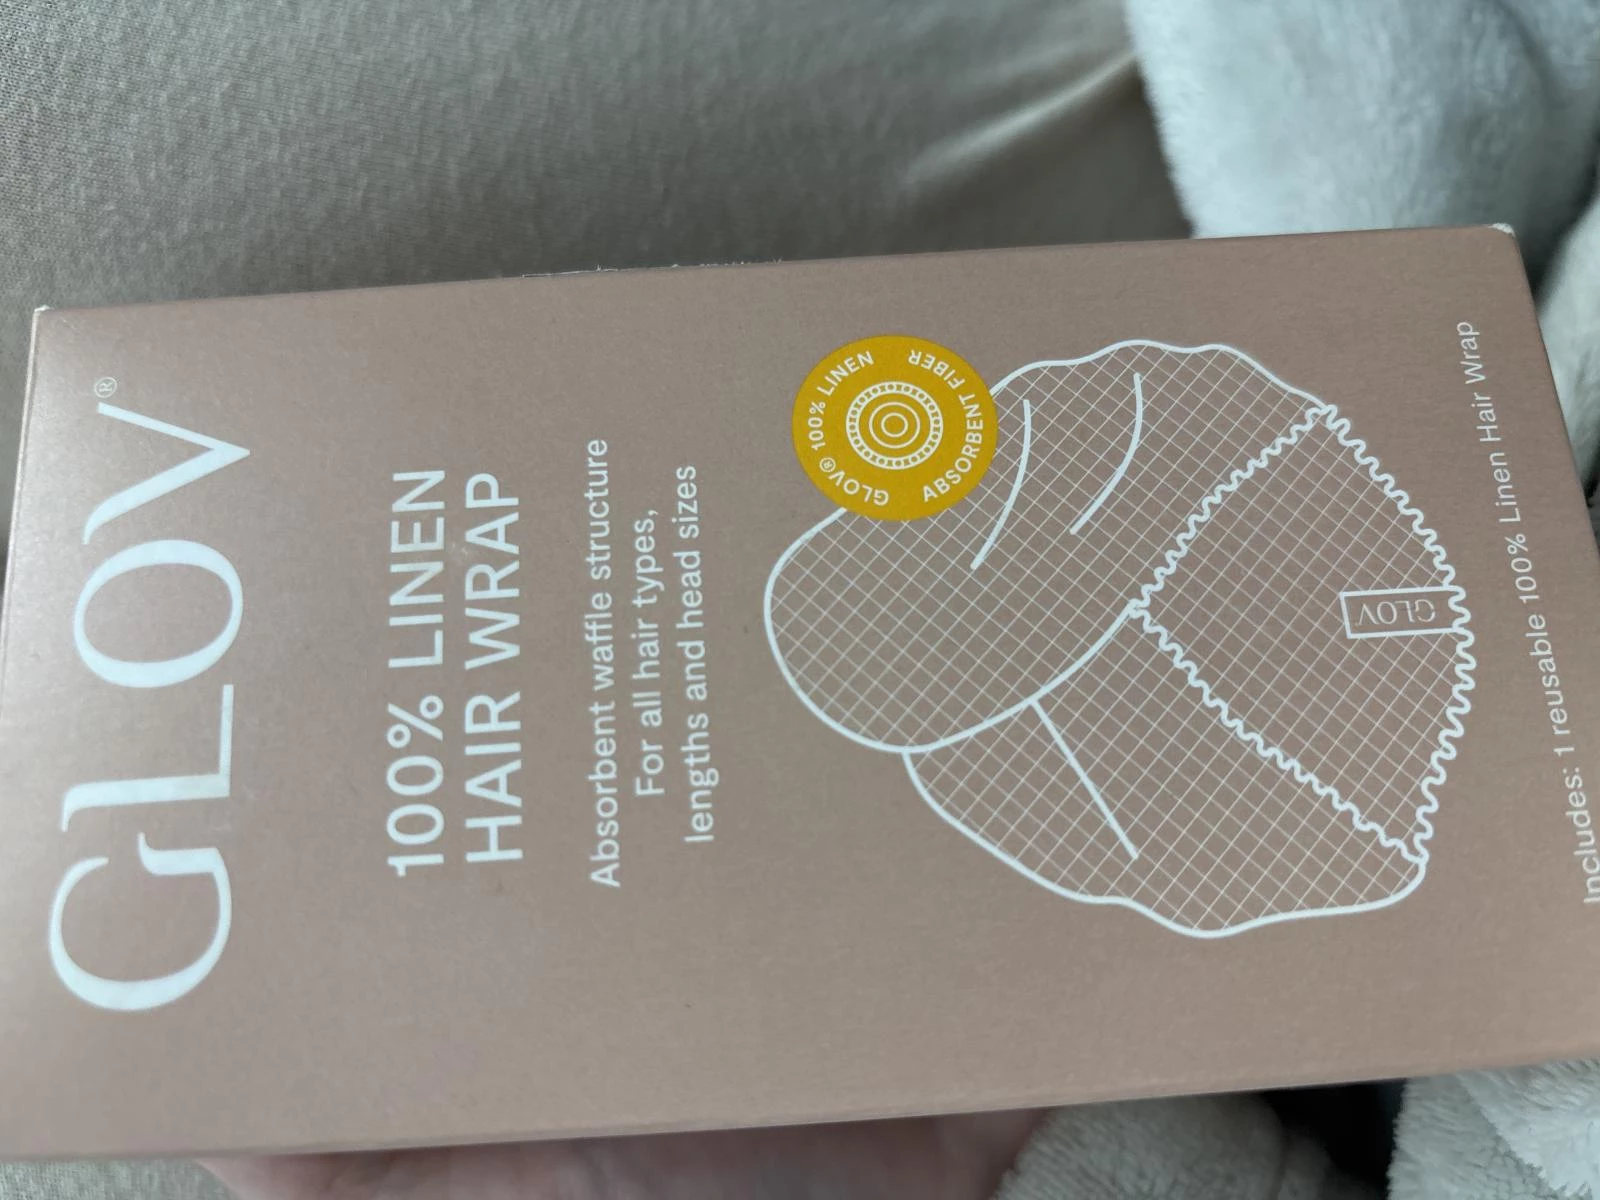 GLOV®
100% LINEN
HAIR WRAP
Absorbent waffle structure
For all hair types,
lengths and head sizes
GLOV® 100% LINEN
ABSORBENT FIBER
GLOV
Includes: 1 reusable 100% Linen Hair Wrap